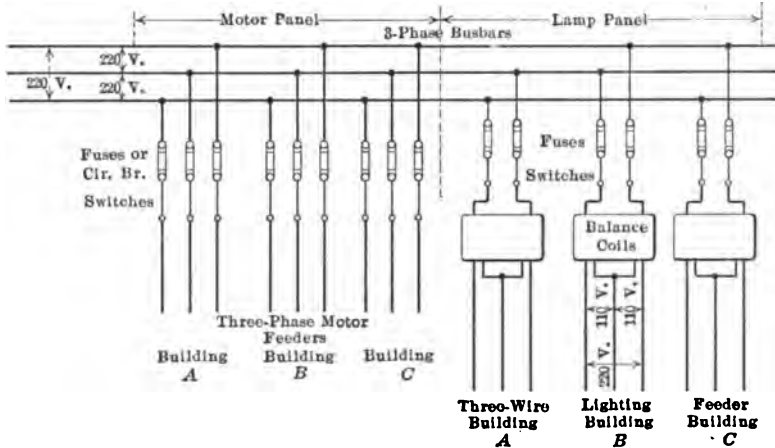 Motor Panel
Lamp Panel
3-Phase Busbars
220 V.
220 V.
220 V.
Fuses or
Cir. Br.
Switches
Fuses
Switches
Balance
Coils
Three-Phase Motor
Feeders
Building
A
Building
B
Building
C
110 V.
110 V.
220 V.
Three-Wire
Building
A
Lighting
Building
B
Feeder
Building
C